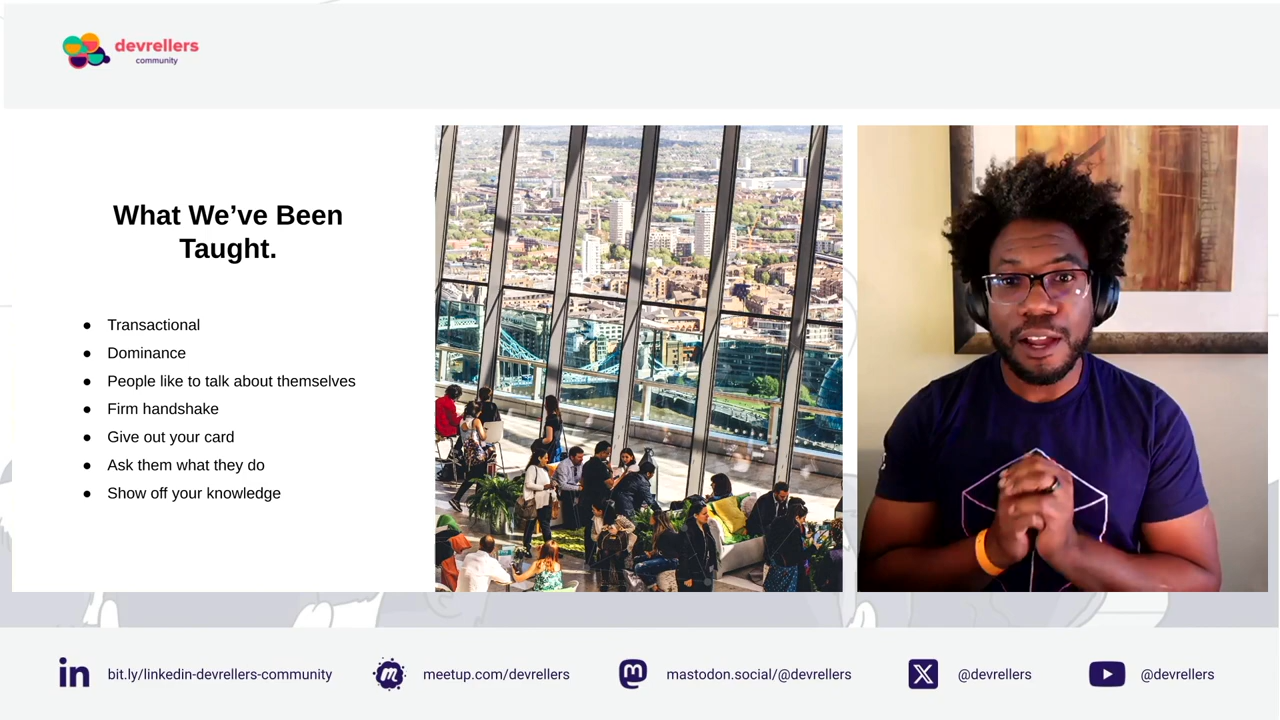 devrellers
community
What We’ve Been
Taught.
● Transactional
● Dominance
● People like to talk about themselves
● Firm handshake
● Give out your card
● Ask them what they do
● Show off your knowledge
bit.ly/linkedin-devrellers-community
meetup.com/devrellers
mastodon.social/@devrellers
@devrellers
@devrellers